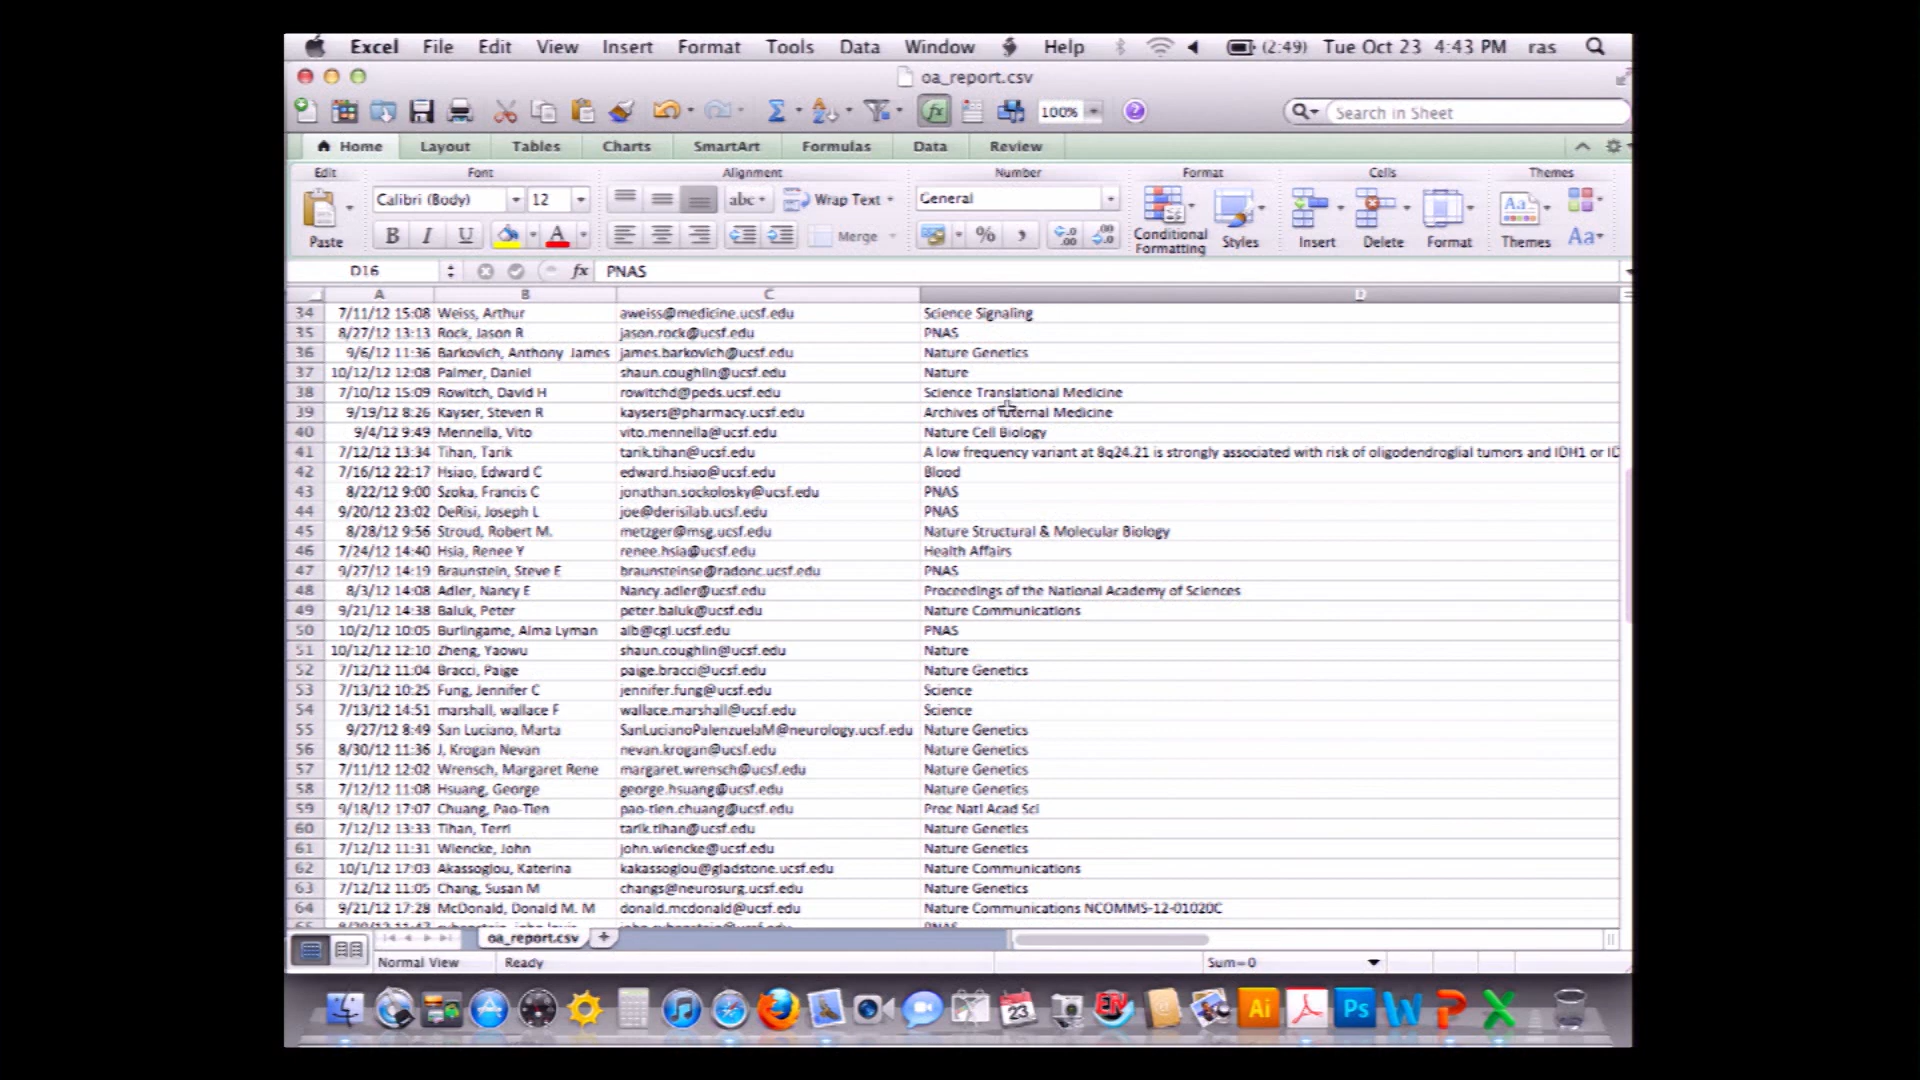 Excel File Edit View Insert Format Tools Data Window Help (2:49) Tue Oct 23 4:43 PM ras
oa_report.csv
100% Search in Sheet
Home Layout Tables Charts SmartArt Formulas Data Review
Edit Font Alignment Number Format Cells Themes
Calibri (Body) 12 abc Wrap Text General
Paste B I U A Merge % Conditional Formatting Styles Insert Delete Format Themes Aa
D16 fx PNAS
A B C D
34 7/11/12 15:08 Weiss, Arthur aweiss@medicine.ucsf.edu Science Signaling
35 8/27/12 13:13 Rock, Jason R jason.rock@ucsf.edu PNAS
36 9/6/12 11:36 Barkovich, Anthony James james.barkovich@ucsf.edu Nature Genetics
37 10/12/12 12:08 Palmer, Daniel shaun.coughlin@ucsf.edu Nature
38 7/10/12 15:09 Rowitch, David H rowitchd@peds.ucsf.edu Science Translational Medicine
39 9/19/12 8:26 Kayser, Steven R kaysers@pharmacy.ucsf.edu Archives of Internal Medicine
40 9/4/12 9:49 Mennella, Vito vito.mennella@ucsf.edu Nature Cell Biology
41 7/12/12 13:34 Tihan, Tarik tarik.tihan@ucsf.edu A low frequency variant at 8q24.21 is strongly associated with risk of oligodendroglial tumors and IDH1 or ID
42 7/16/12 22:17 Hsiao, Edward C edward.hsiao@ucsf.edu Blood
43 8/22/12 9:00 Szoka, Francis C jonathan.sockolosky@ucsf.edu PNAS
44 9/20/12 23:02 DeRisi, Joseph L joe@derisilab.ucsf.edu PNAS
45 8/28/12 9:56 Stroud, Robert M. metzger@msg.ucsf.edu Nature Structural & Molecular Biology
46 7/24/12 14:40 Hsia, Renee Y renee.hsia@ucsf.edu Health Affairs
47 9/27/12 14:19 Braunstein, Steve E braunsteinse@radonc.ucsf.edu PNAS
48 8/3/12 14:08 Adler, Nancy E Nancy.adler@ucsf.edu Proceedings of the National Academy of Sciences
49 9/21/12 14:38 Baluk, Peter peter.baluk@ucsf.edu Nature Communications
50 10/2/12 10:05 Burlingame, Alma Lyman alb@cgl.ucsf.edu PNAS
51 10/12/12 12:10 Zheng, Yaowu shaun.coughlin@ucsf.edu Nature
52 7/12/12 11:04 Bracci, Paige paige.bracci@ucsf.edu Nature Genetics
53 7/13/12 10:25 Fung, Jennifer C jennifer.fung@ucsf.edu Science
54 7/13/12 14:51 marshall, wallace F wallace.marshall@ucsf.edu Science
55 9/27/12 8:49 San Luciano, Marta SanLucianoPalenzuelaM@neurology.ucsf.edu Nature Genetics
56 8/30/12 11:36 J, Krogan Nevan nevan.krogan@ucsf.edu Nature Genetics
57 7/11/12 12:02 Wrensch, Margaret Rene margaret.wrensch@ucsf.edu Nature Genetics
58 7/12/12 11:08 Hsuang, George george.hsuang@ucsf.edu Nature Genetics
59 9/18/12 17:07 Chuang, Pao-Tien pao-tien.chuang@ucsf.edu Proc Natl Acad Sci
60 7/12/12 13:33 Tihan, Terri tarik.tihan@ucsf.edu Nature Genetics
61 7/12/12 11:31 Wiencke, John john.wiencke@ucsf.edu Nature Genetics
62 10/1/12 17:03 Akassoglou, Katerina kakassoglou@gladstone.ucsf.edu Nature Communications
63 7/12/12 11:05 Chang, Susan M changs@neurosurg.ucsf.edu Nature Genetics
64 9/21/12 17:28 McDonald, Donald M. M donald.mcdonald@ucsf.edu Nature Communications NCOMMS-12-01020C
oa_report.csv
Normal View Ready Sum=0
23 Ai Ps